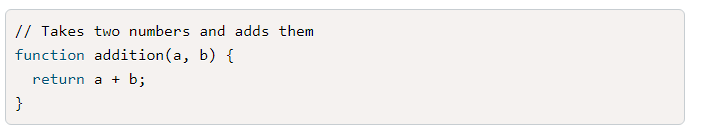 // Takes two numbers and adds them
function addition(a, b) {
  return a + b;
}